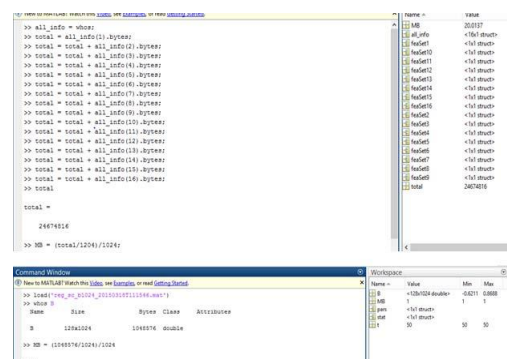 New to MATLAB? Watch this Video, see Examples, or read Getting Started.
>> all_info = whos;
>> total = all_info(1).bytes;
>> total = total + all_info(2).bytes;
>> total = total + all_info(3).bytes;
>> total = total + all_info(4).bytes;
>> total = total + all_info(5).bytes;
>> total = total + all_info(6).bytes;
>> total = total + all_info(7).bytes;
>> total = total + all_info(8).bytes;
>> total = total + all_info(9).bytes;
>> total = total + all_info(10).bytes;
>> total = total + all_info(11).bytes;
>> total = total + all_info(12).bytes;
>> total = total + all_info(13).bytes;
>> total = total + all_info(14).bytes;
>> total = total + all_info(15).bytes;
>> total = total + all_info(16).bytes;
>> total
total =
24674816
>> MB = (total/1204)/1024;
Name Value
MB 20.0137
all_info <16x1 struct>
feaSet1 <1x1 struct>
feaSet10 <1x1 struct>
feaSet11 <1x1 struct>
feaSet12 <1x1 struct>
feaSet13 <1x1 struct>
feaSet14 <1x1 struct>
feaSet15 <1x1 struct>
feaSet16 <1x1 struct>
feaSet2 <1x1 struct>
feaSet3 <1x1 struct>
feaSet4 <1x1 struct>
feaSet5 <1x1 struct>
feaSet6 <1x1 struct>
feaSet7 <1x1 struct>
feaSet8 <1x1 struct>
feaSet9 <1x1 struct>
total 24674816
Command Window
New to MATLAB? Watch this Video, see Examples, or read Getting Started.
>> whos B
Name Size Bytes Class Attributes
B 128x1024 1048576 double
>> MB = (1048576/1024)/1024
Workspace
Name Value Min Max
B <128x1024 double> -0.6211 0.8688
MB 1 1 1
pars <1x1 struct>
stat <1x1 struct>
t 50 50 50